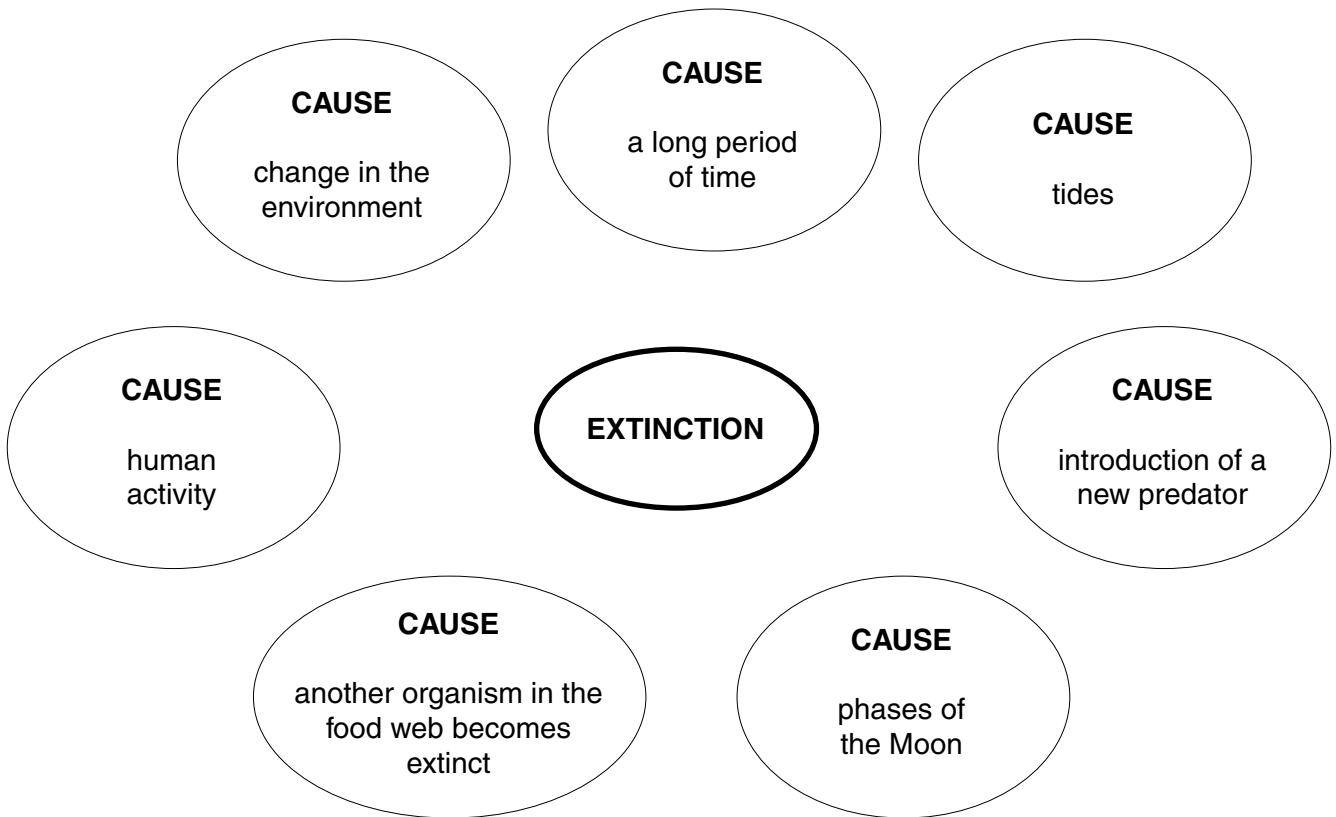 CAUSE
change in the
environment
CAUSE
a long period
of time
CAUSE
tides
CAUSE
human
activity
EXTINCTION
CAUSE
introduction of a
new predator
CAUSE
another organism in the
food web becomes
extinct
CAUSE
phases of
the Moon